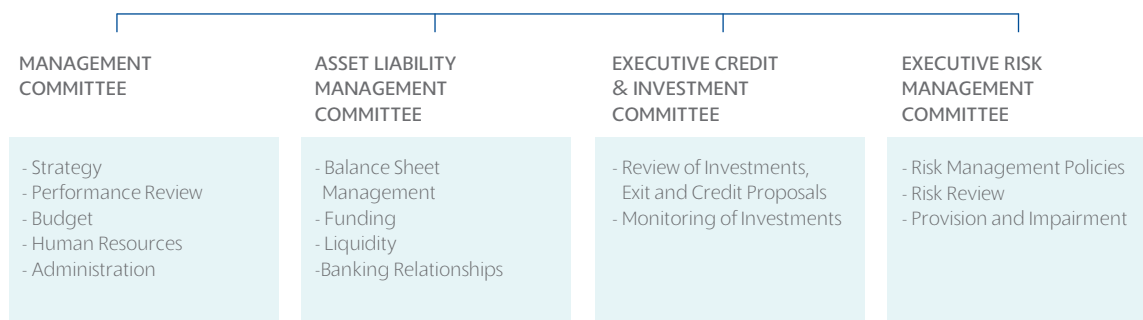 MANAGEMENT
COMMITTEE
- Strategy
- Performance Review
- Budget
- Human Resources
- Administration
ASSET LIABILITY
MANAGEMENT
COMMITTEE
- Balance Sheet
Management
- Funding
- Liquidity
-Banking Relationships
EXECUTIVE CREDIT
& INVESTMENT
COMMITTEE
- Review of Investments,
Exit and Credit Proposals
- Monitoring of Investments
EXECUTIVE RISK
MANAGEMENT
COMMITTEE
- Risk Management Policies
- Risk Review
- Provision and Impairment